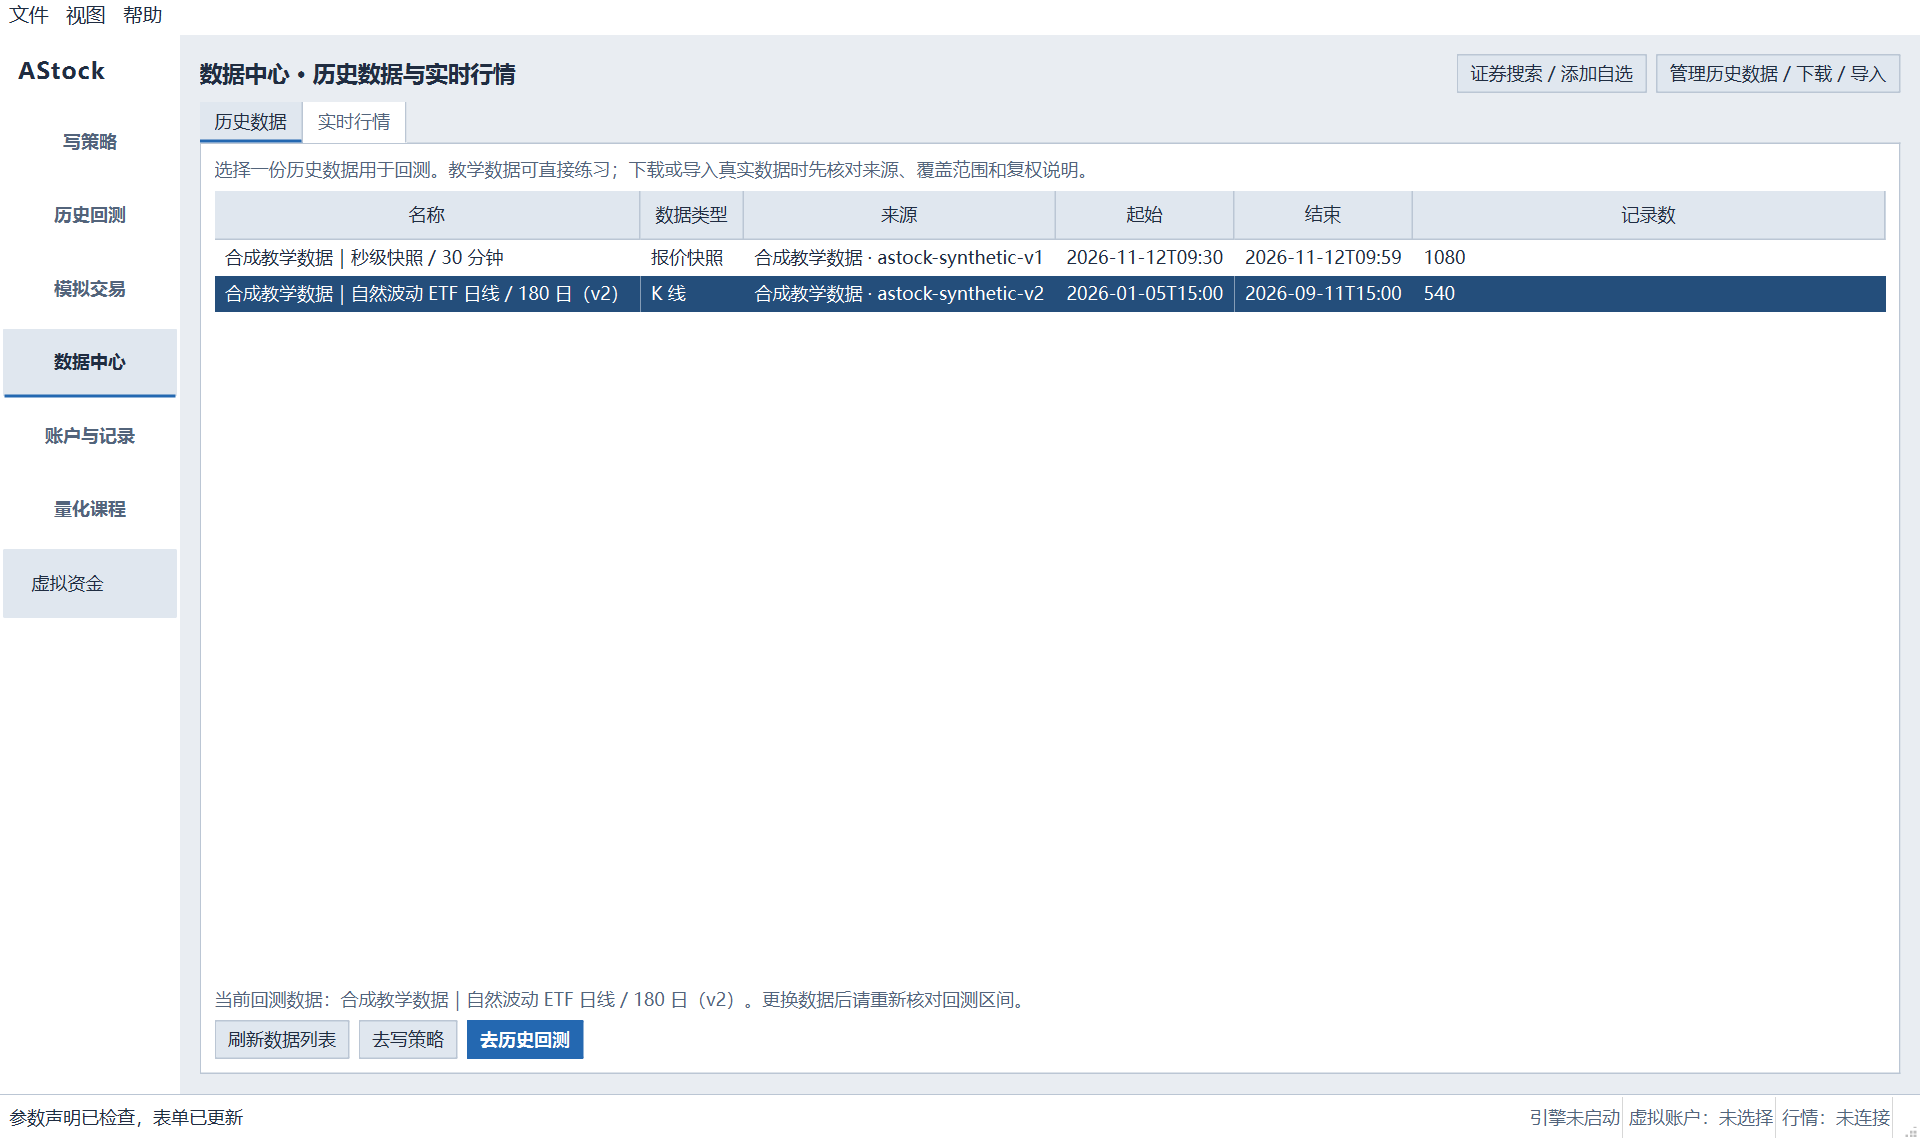 文件 视图 帮助
AStock
写策略
历史回测
模拟交易
数据中心
账户与记录
量化课程
虚拟资金
数据中心 • 历史数据与实时行情
证券搜索 / 添加自选 管理历史数据 / 下载 / 导入
历史数据 实时行情
选择一份历史数据用于回测。教学数据可直接练习；下载或导入真实数据时先核对来源、覆盖范围和复权说明。
名称 数据类型 来源 起始 结束 记录数
合成教学数据 | 秒级快照 / 30 分钟 报价快照 合成教学数据 · astock-synthetic-v1 2026-11-12T09:30 2026-11-12T09:59 1080
合成教学数据 | 自然波动 ETF 日线 / 180 日（v2） K 线 合成教学数据 · astock-synthetic-v2 2026-01-05T15:00 2026-09-11T15:00 540
当前回测数据：合成教学数据 | 自然波动 ETF 日线 / 180 日（v2）。更换数据后请重新核对回测区间。
刷新数据列表 去写策略 去历史回测
参数声明已检查，表单已更新 引擎未启动 虚拟账户：未选择 行情：未连接